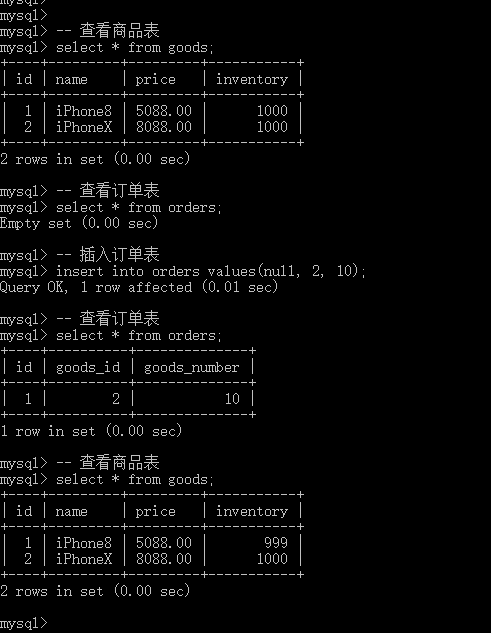 mysql>
mysql>
mysql> -- 查看商品表
mysql> select * from goods;
+----+---------+---------+-----------+
| id | name    | price   | inventory |
+----+---------+---------+-----------+
|  1 | iPhone8 | 5088.00 |      1000 |
|  2 | iPhoneX | 8088.00 |      1000 |
+----+---------+---------+-----------+
2 rows in set (0.00 sec)

mysql> -- 查看订单表
mysql> select * from orders;
Empty set (0.00 sec)

mysql> -- 插入订单表
mysql> insert into orders values(null, 2, 10);
Query OK, 1 row affected (0.01 sec)

mysql> -- 查看订单表
mysql> select * from orders;
+----+----------+--------------+
| id | goods_id | goods_number |
+----+----------+--------------+
|  1 |        2 |           10 |
+----+----------+--------------+
1 row in set (0.00 sec)

mysql> -- 查看商品表
mysql> select * from goods;
+----+---------+---------+-----------+
| id | name    | price   | inventory |
+----+---------+---------+-----------+
|  1 | iPhone8 | 5088.00 |       999 |
|  2 | iPhoneX | 8088.00 |      1000 |
+----+---------+---------+-----------+
2 rows in set (0.00 sec)

mysql>